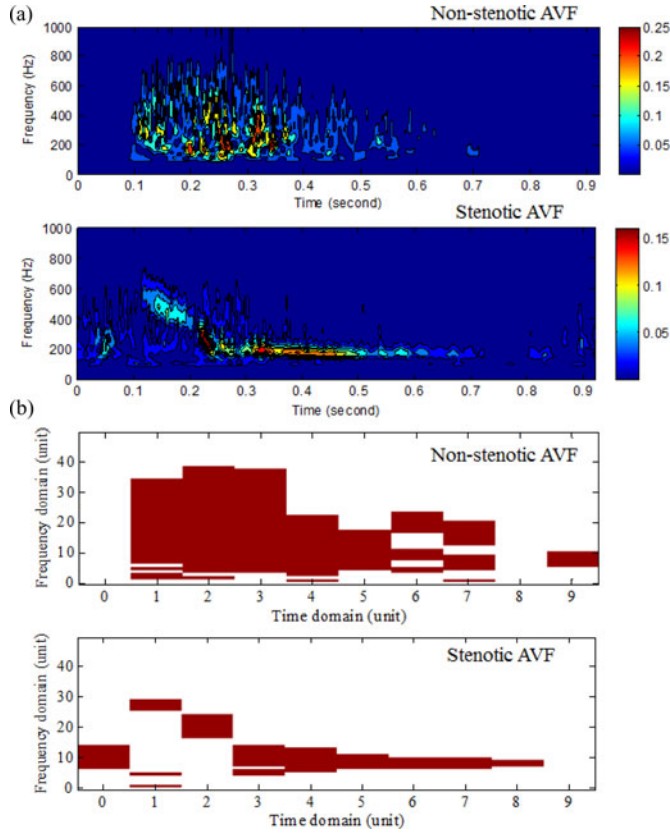 (a)
Non-stenotic AVF
1000
800
600
400
200
0
Frequency (Hz)
0 0.1 0.2 0.3 0.4 0.5 0.6 0.7 0.8 0.9
Time (second)
0.25
0.20
0.15
0.10
0.05
Stenotic AVF
1000
800
600
400
200
0
Frequency (Hz)
0 0.1 0.2 0.3 0.4 0.5 0.6 0.7 0.8 0.9
Time (second)
0.15
0.10
0.05
(b)
Non-stenotic AVF
40
30
20
10
0
Frequency domain (unit)
0 1 2 3 4 5 6 7 8 9
Time domain (unit)
Stenotic AVF
40
30
20
10
0
Frequency domain (unit)
0 1 2 3 4 5 6 7 8 9
Time domain (unit)